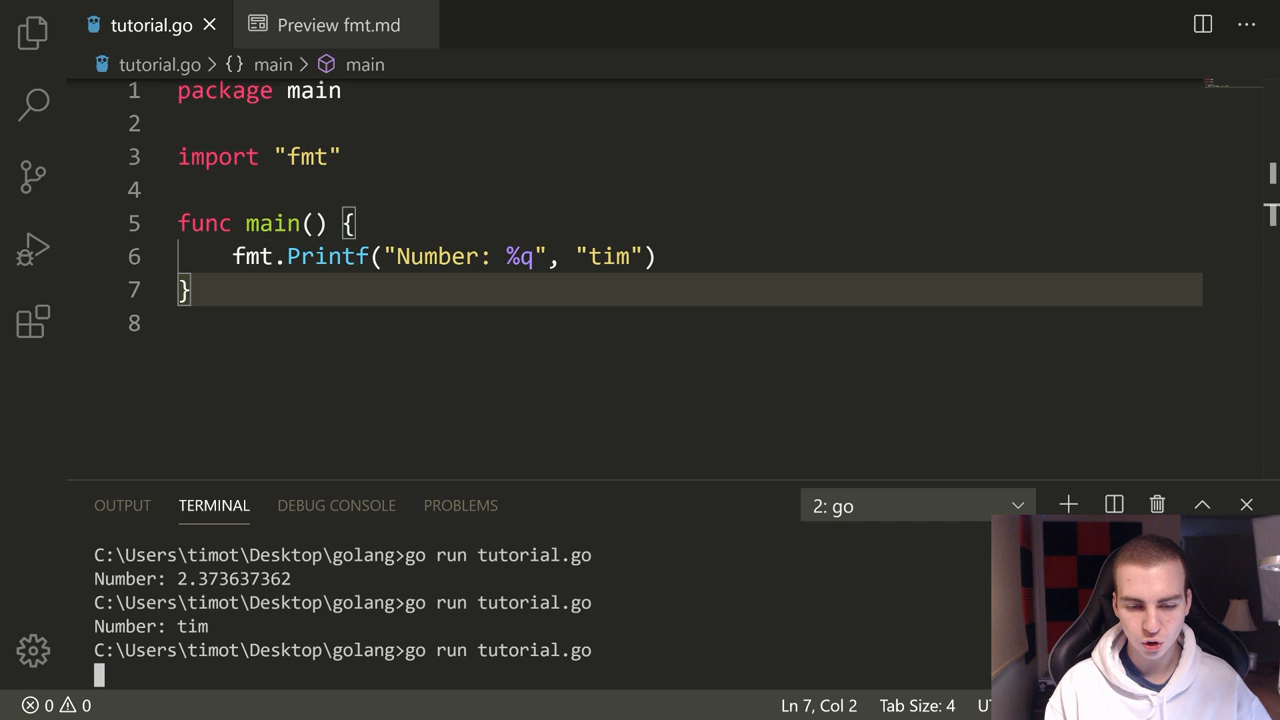 tutorial.go
Preview fmt.md
tutorial.go > {} main > main
1 package main
2
3 import "fmt"
4
5 func main() {
6 fmt.Printf("Number: %q", "tim")
7 }
8
OUTPUT TERMINAL DEBUG CONSOLE PROBLEMS 2: go
C:\Users\timot\Desktop\golang>go run tutorial.go
Number: 2.373637362
C:\Users\timot\Desktop\golang>go run tutorial.go
Number: tim
C:\Users\timot\Desktop\golang>go run tutorial.go
0 0 Ln 7, Col 2 Tab Size: 4